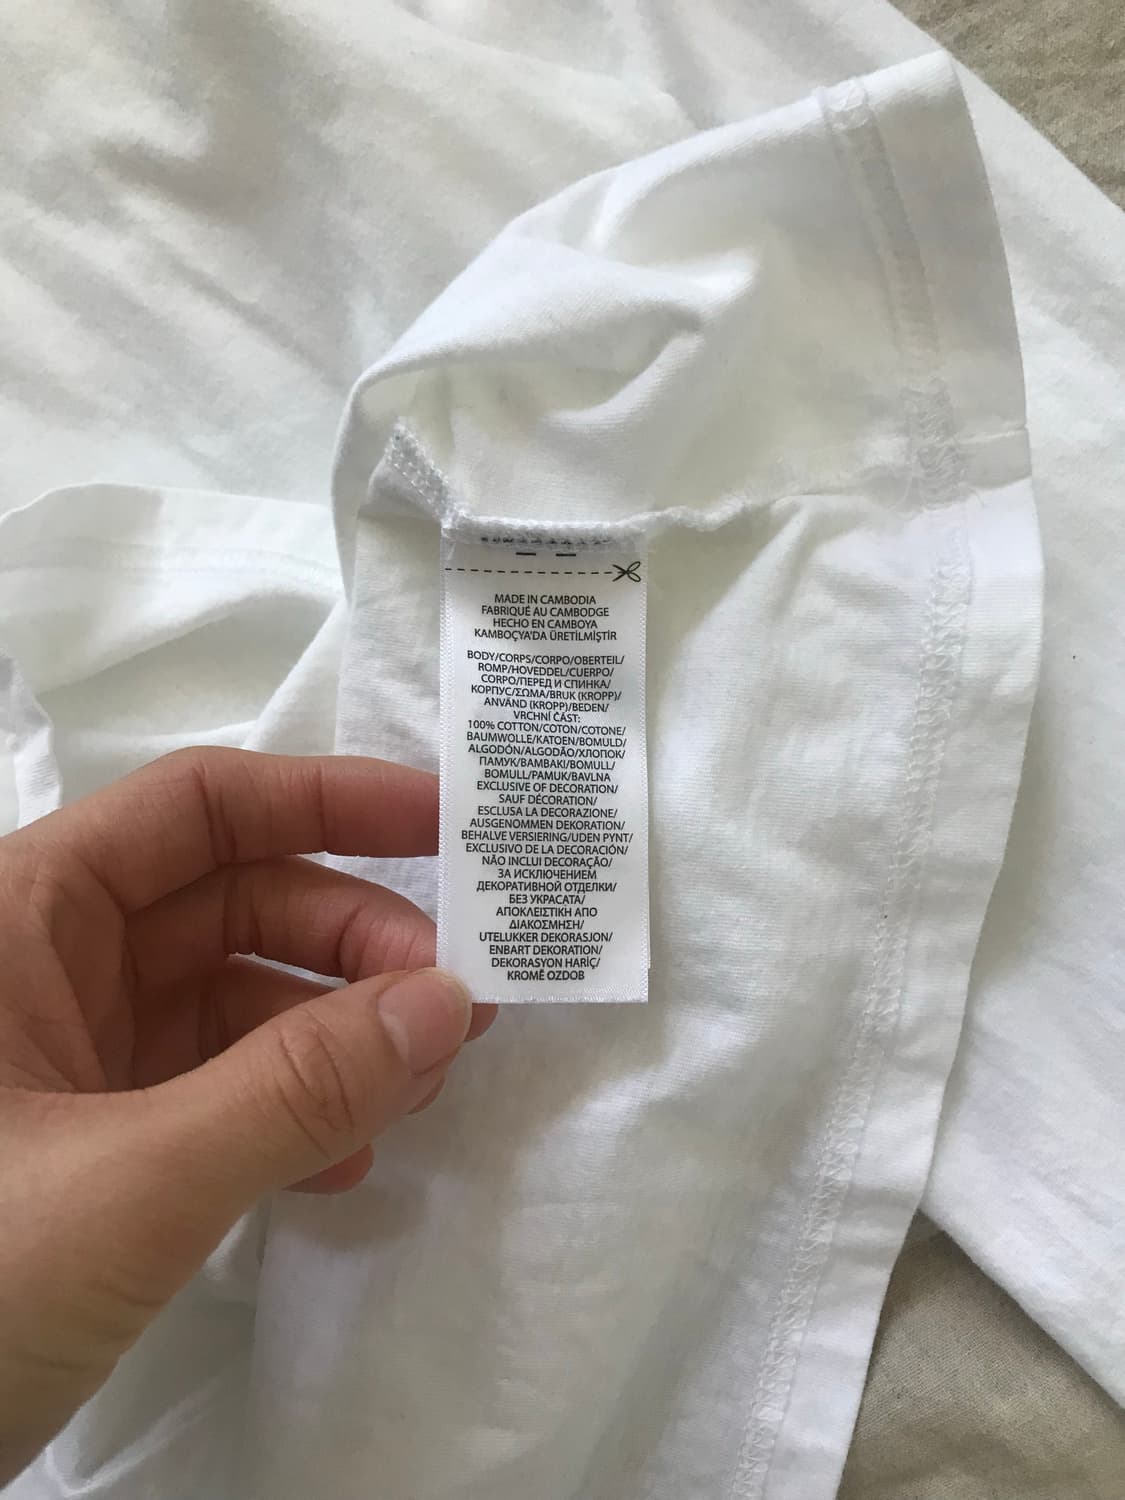 MADE IN CAMBODIA
FABRIQUÉ AU CAMBODGE
HECHO EN CAMBOYA
KAMBOÇYA'DA ÜRETİLMİŞTİR
BODY/CORPS/CORPO/OBERTEIL/
ROMP/HOVEDDEL/CUERPO/
CORPO/ПЕРЕД И СПИНКА/
КОРПУС/ΣΩΜΑ/BRUK (KROPP)/
ANVÄND (KROPP)/BEDEN/
VRCHNÍ ČÁST:
100% COTTON/COTON/COTONE/
BAUMWOLLE/KATOEN/BOMULD/
ALGODÓN/ALGODÃO/ХЛОПОК/
ПАМУК/ΒΑΜΒΑΚΙ/BOMULL/
BOMULL/PAMUK/BAVLNA
EXCLUSIVE OF DECORATION/
SAUF DÉCORATION/
ESCLUSA LA DECORAZIONE/
AUSGENOMMEN DEKORATION/
BEHALVE VERSIERING/UDEN PYNT/
EXCLUSIVO DE LA DECORACIÓN/
NÃO INCLUI DECORAÇÃO/
ЗА ИСКЛЮЧЕНИЕМ
ДЕКОРАТИВНОЙ ОТДЕЛКИ/
БЕЗ УКРАСАТА/
ΑΠΟΚΛΕΙΣΤΙΚΗ ΑΠΟ
ΔΙΑΚΟΣΜΗΣΗ/
UTELUKKER DEKORASJON/
ENBART DEKORATION/
DEKORASYON HARİÇ/
KROMĚ OZDOB